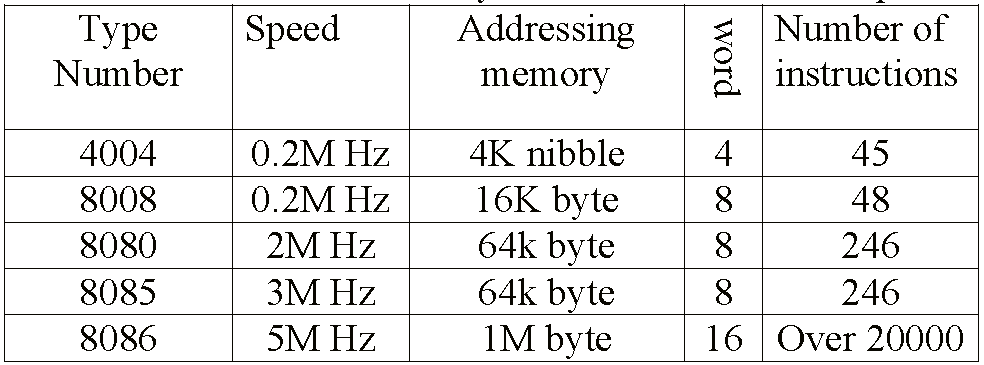 Type Number Speed Addressing memory word Number of instructions
4004 0.2M Hz 4K nibble 4 45
8008 0.2M Hz 16K byte 8 48
8080 2M Hz 64k byte 8 246
8085 3M Hz 64k byte 8 246
8086 5M Hz 1M byte 16 Over 20000